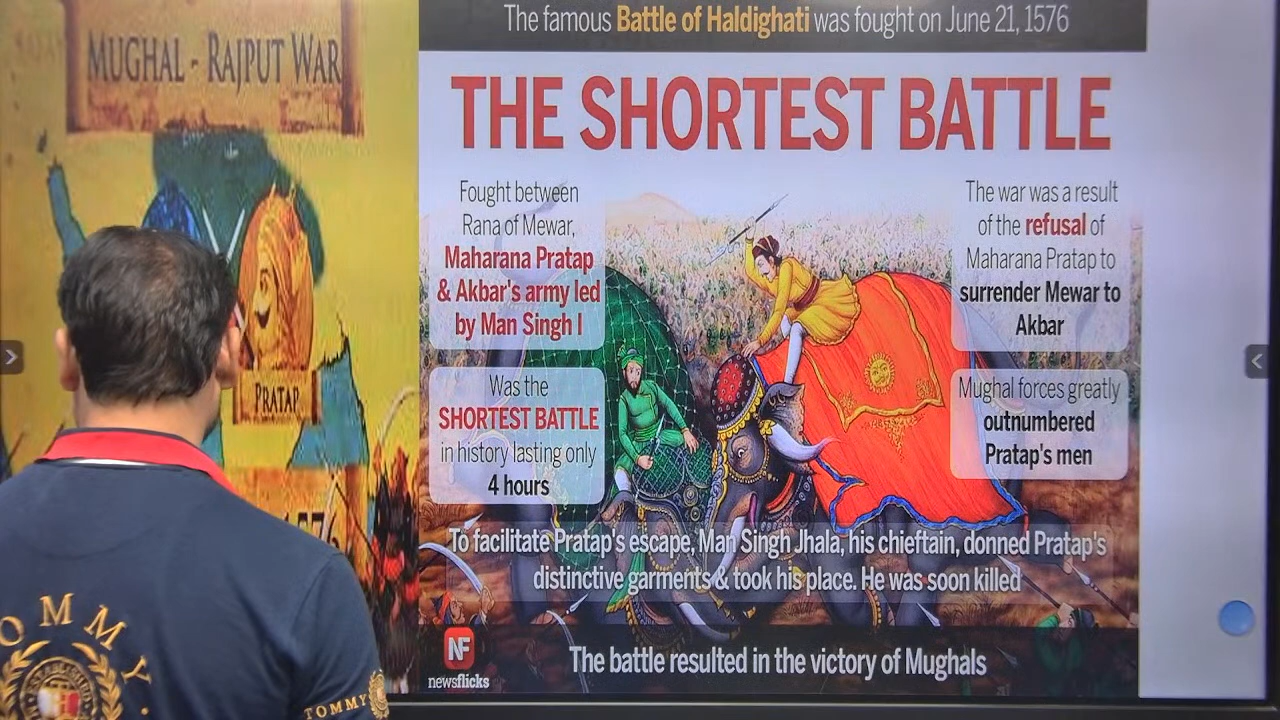 MUGHAL - RAJPUT WAR
PRATAP
The famous Battle of Haldighati was fought on June 21, 1576
THE SHORTEST BATTLE
Fought between
Rana of Mewar,
Maharana Pratap
& Akbar's army led
by Man Singh I
Was the
SHORTEST BATTLE
in history lasting only
4 hours
The war was a result
of the refusal of
Maharana Pratap to
surrender Mewar to
Akbar
Mughal forces greatly
outnumbered
Pratap's men
To facilitate Pratap's escape, Man Singh Jhala, his chieftain, donned Pratap's
distinctive garments & took his place. He was soon killed
NF
newsflicks
The battle resulted in the victory of Mughals
OMMY
TOMMY